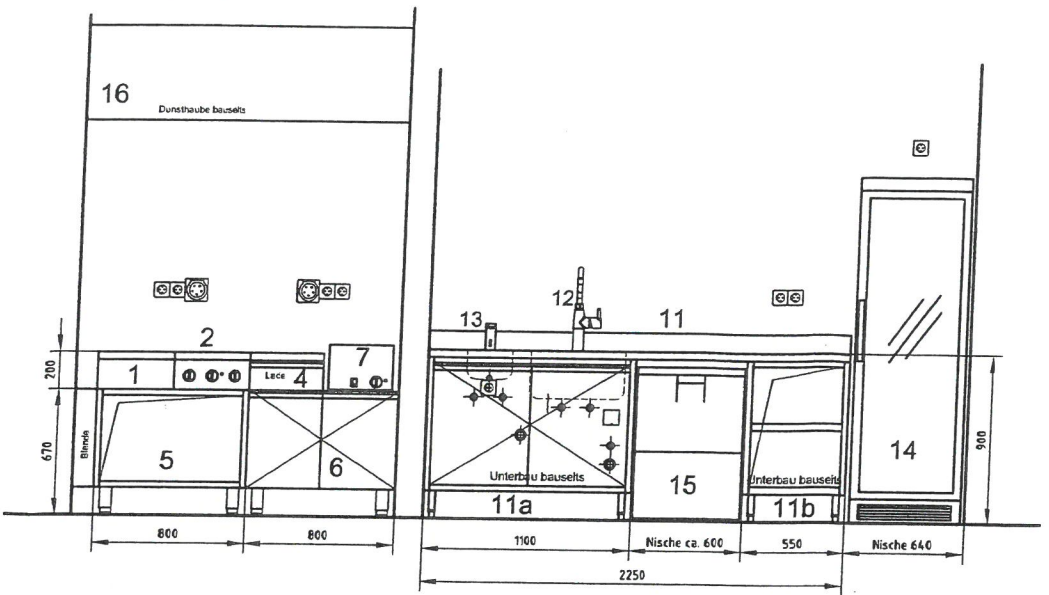 16
Dunsthaube bauseits
2
13
12
11
7
200
1
Lade
4
670
Blende
5
6
14
900
Unterbau bauseits
Unterbau bauseits
15
11a
11b
800
800
1100
Nische ca. 600
550
Nische 640
2250